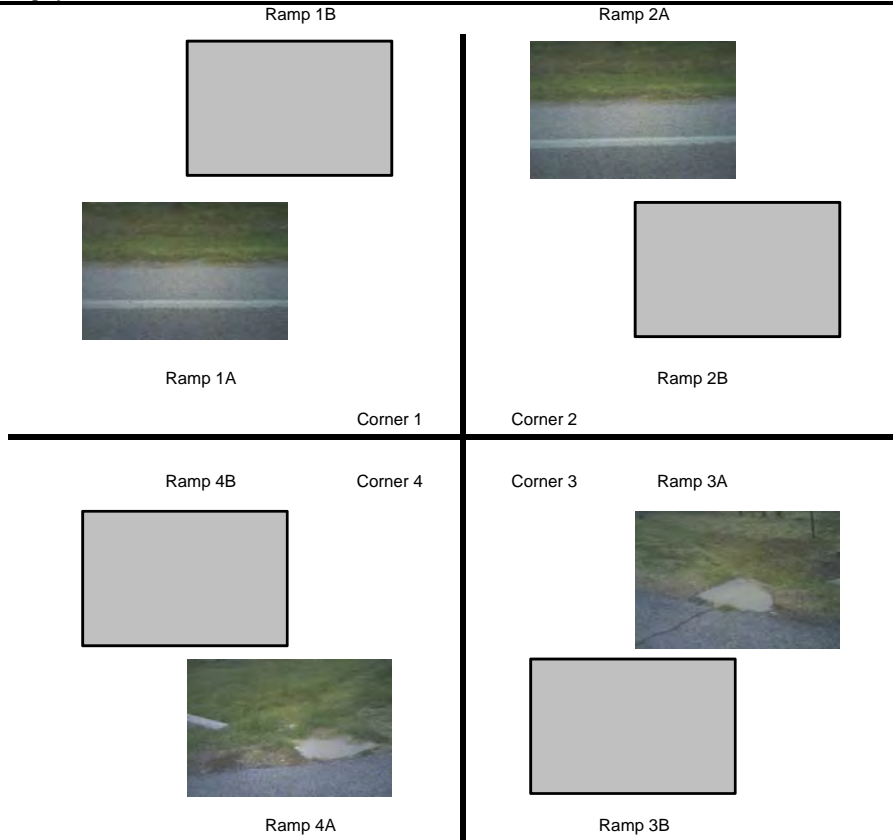 Ramp 1B Ramp 2A
Ramp 1A Ramp 2B
Corner 1 Corner 2
Ramp 4B Corner 4 Corner 3 Ramp 3A
Ramp 4A Ramp 3B